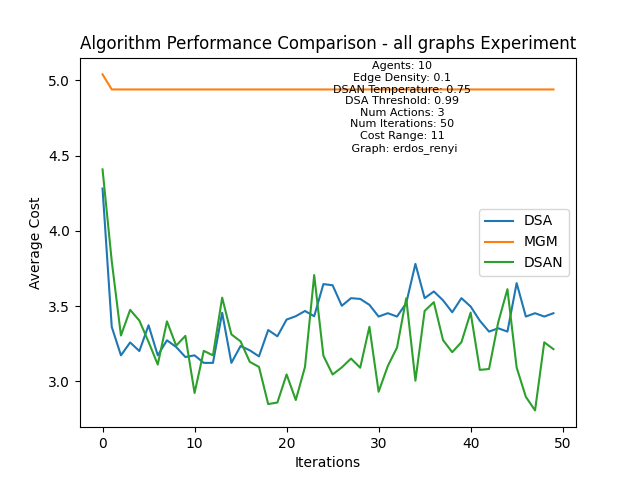 Algorithm Performance Comparison - all graphs Experiment
Agents: 10
Edge Density: 0.1
DSAN Temperature: 0.75
DSA Threshold: 0.99
Num Actions: 3
Num Iterations: 50
Cost Range: 11
Graph: erdos_renyi
5.0
4.5
4.0
3.5
3.0
Average Cost
DSA
MGM
DSAN
0 10 20 30 40 50
Iterations